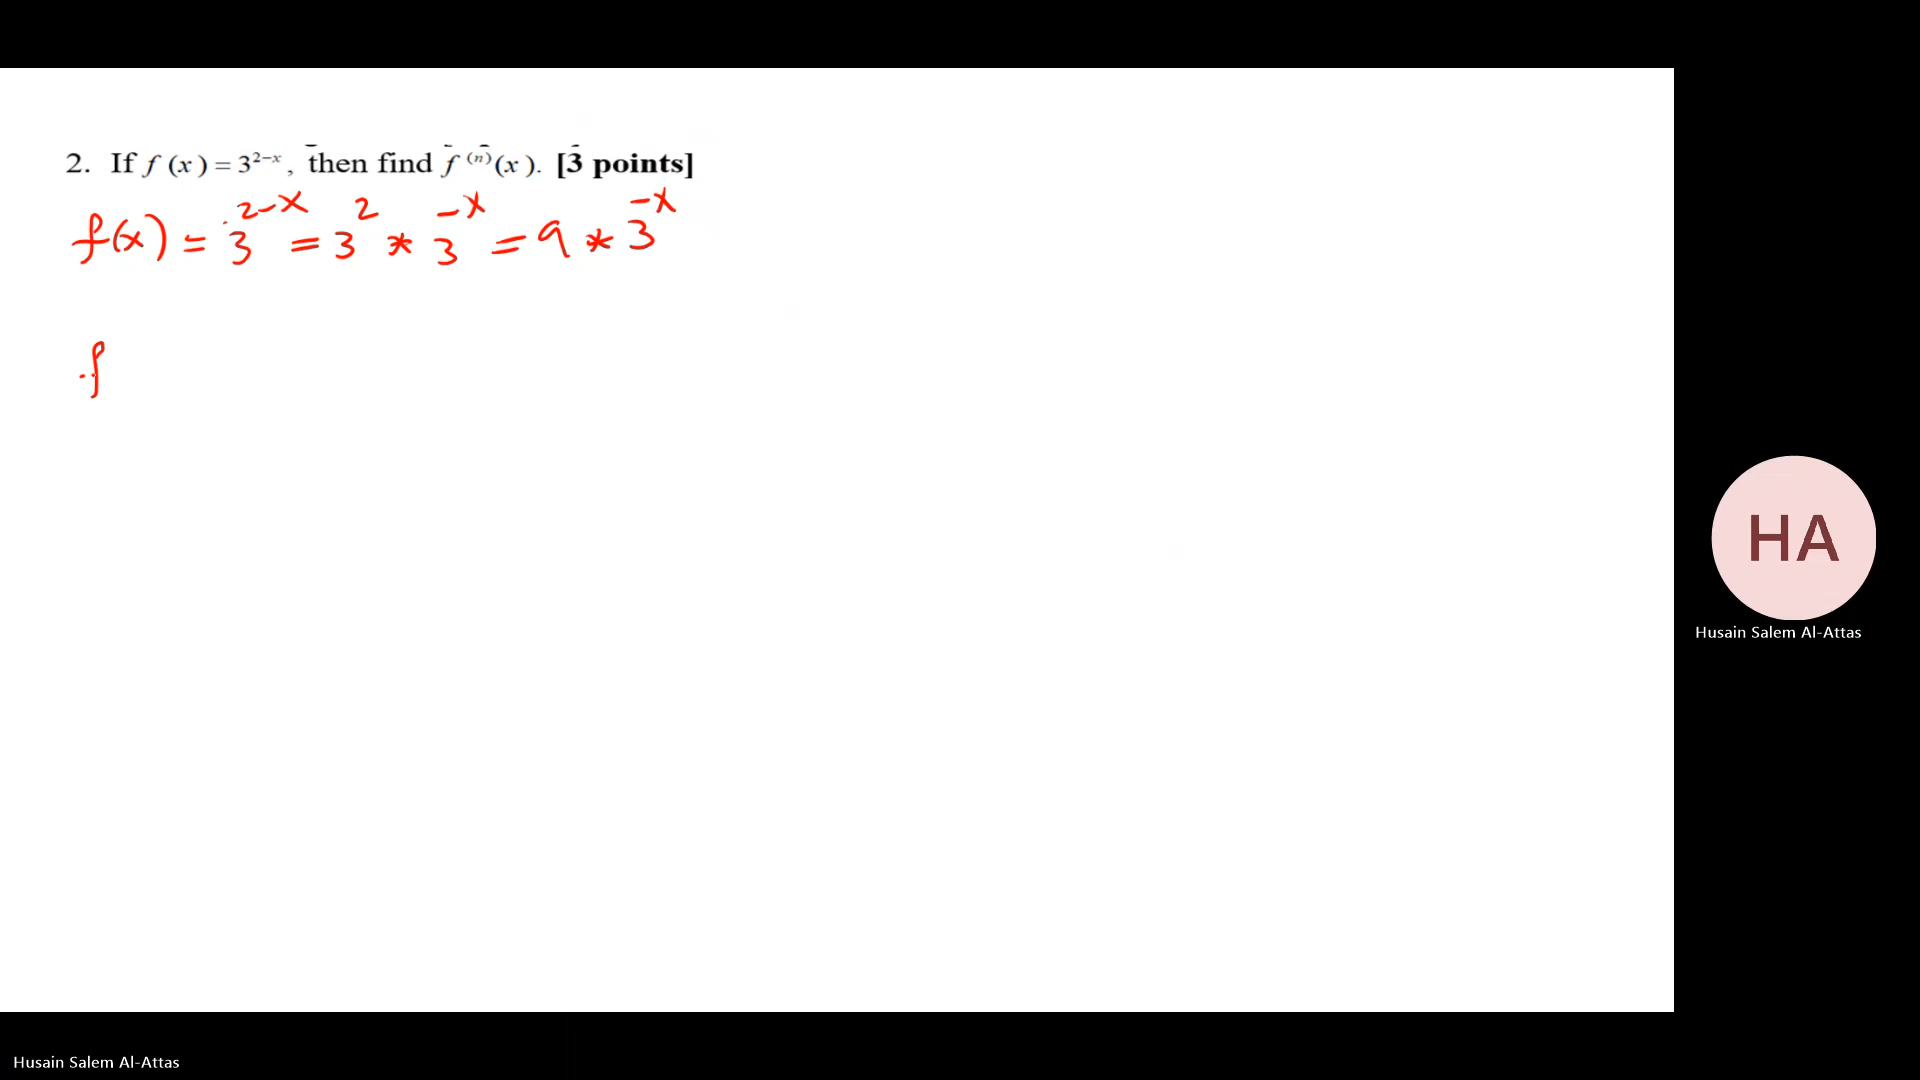 2. If f (x) = 3^{2-x}, then find f^{(n)}(x). [3 points]
f(x) = 3^{2-x} = 3^2 * 3^{-x} = 9 * 3^{-x}
f
HA
Husain Salem Al-Attas
Husain Salem Al-Attas